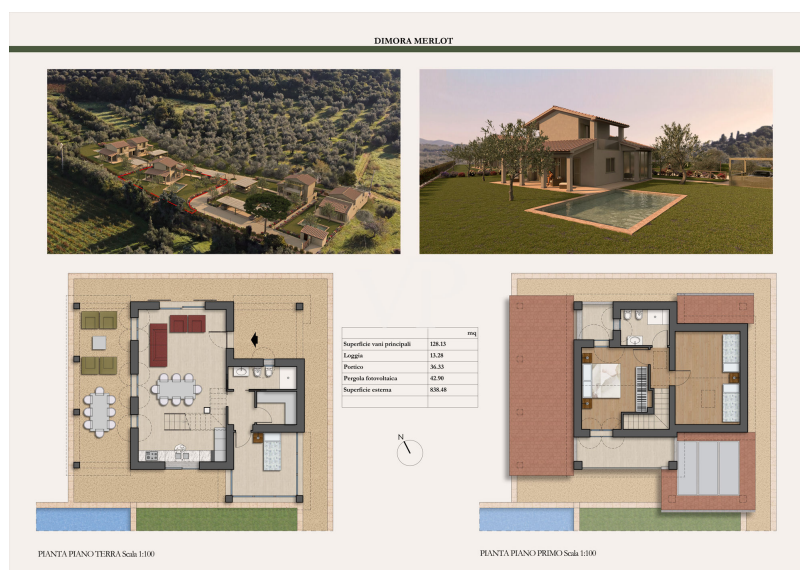 DIMORA MERLOT
mq
Superficie vani principali 128.13
Loggia 13.28
Portico 36.33
Pergola fotovoltaica 42.90
Superficie esterna 838.48
N
PIANTA PIANO TERRA Scala 1:100
PIANTA PIANO PRIMO Scala 1:100